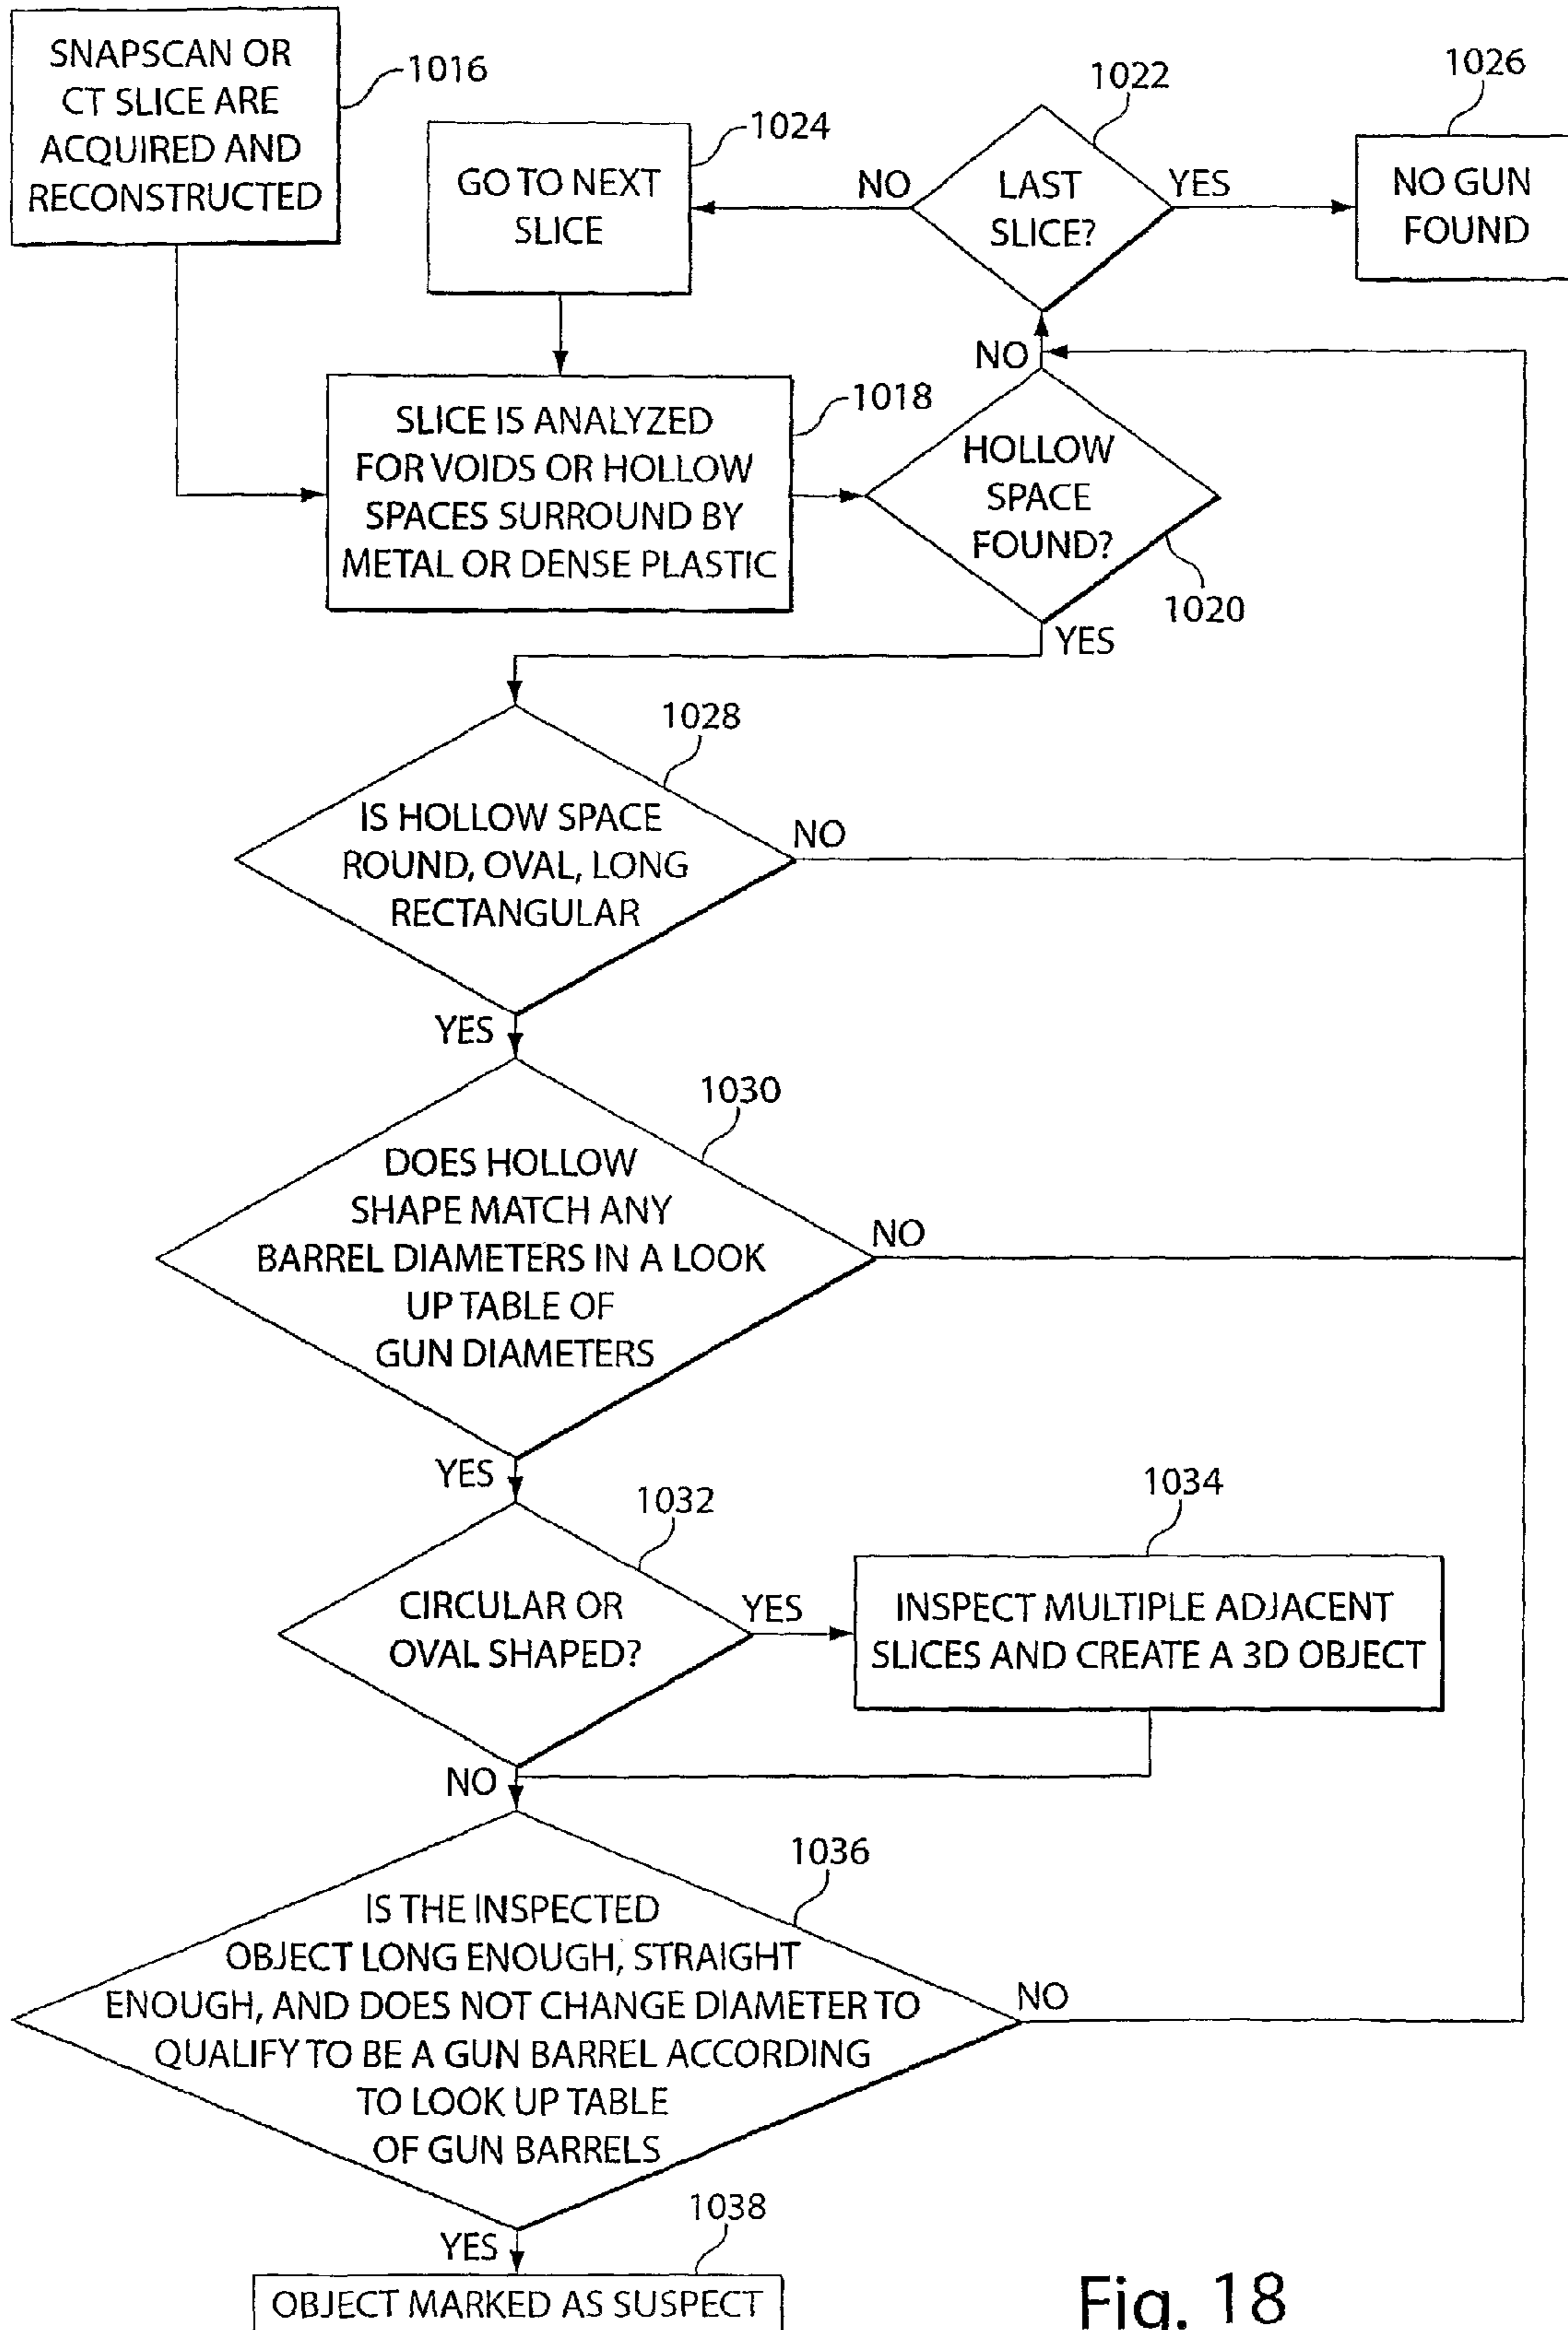 SNAPSCAN OR
CT SLICE ARE
ACQUIRED AND
RECONSTRUCTED
1016
GO TO NEXT
SLICE
1024
NO
LAST
SLICE?
1022
YES
NO GUN
FOUND
1026
SLICE IS ANALYZED
FOR VOIDS OR HOLLOW
SPACES SURROUND BY
METAL OR DENSE PLASTIC
1018
NO
HOLLOW
SPACE
FOUND?
1020
YES
1028
IS HOLLOW SPACE
ROUND, OVAL, LONG
RECTANGULAR
NO
YES
1030
DOES HOLLOW
SHAPE MATCH ANY
BARREL DIAMETERS IN A LOOK
UP TABLE OF
GUN DIAMETERS
NO
YES
1032
CIRCULAR OR
OVAL SHAPED?
YES
1034
INSPECT MULTIPLE ADJACENT
SLICES AND CREATE A 3D OBJECT
NO
1036
IS THE INSPECTED
OBJECT LONG ENOUGH, STRAIGHT
ENOUGH, AND DOES NOT CHANGE DIAMETER TO
QUALIFY TO BE A GUN BARREL ACCORDING
TO LOOK UP TABLE
OF GUN BARRELS
NO
YES
1038
OBJECT MARKED AS SUSPECT
Fig. 18